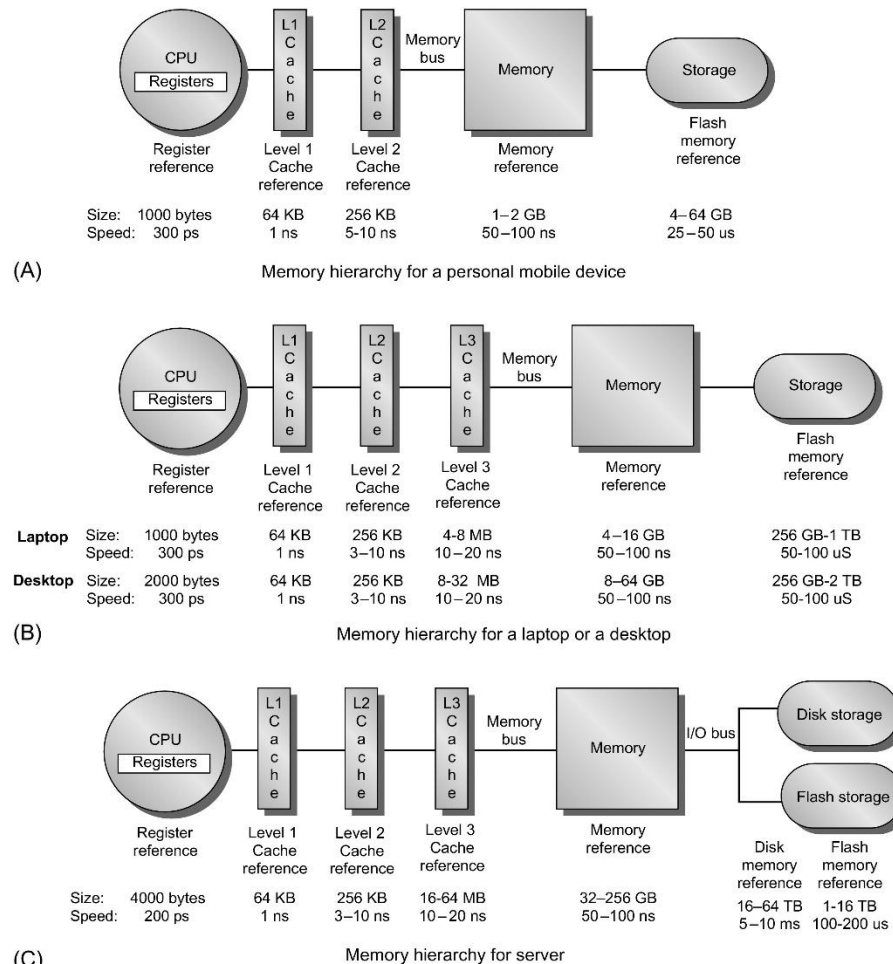 L1 Cache
L2 Cache
Memory bus
CPU
Registers
Memory
Storage
Register reference
Level 1 Cache reference
Level 2 Cache reference
Memory reference
Flash memory reference
Size: 1000 bytes 64 KB 256 KB 1–2 GB 4–64 GB
Speed: 300 ps 1 ns 5-10 ns 50–100 ns 25–50 us
(A) Memory hierarchy for a personal mobile device
L1 Cache
L2 Cache
L3 Cache
Memory bus
CPU
Registers
Memory
Storage
Register reference
Level 1 Cache reference
Level 2 Cache reference
Level 3 Cache reference
Memory reference
Flash memory reference
Laptop Size: 1000 bytes 64 KB 256 KB 4-8 MB 4–16 GB 256 GB-1 TB
Speed: 300 ps 1 ns 3–10 ns 10–20 ns 50–100 ns 50-100 uS
Desktop Size: 2000 bytes 64 KB 256 KB 8-32 MB 8–64 GB 256 GB-2 TB
Speed: 300 ps 1 ns 3–10 ns 10–20 ns 50–100 ns 50-100 uS
(B) Memory hierarchy for a laptop or a desktop
L1 Cache
L2 Cache
L3 Cache
Memory bus
CPU
Registers
Memory
I/O bus
Disk storage
Flash storage
Register reference
Level 1 Cache reference
Level 2 Cache reference
Level 3 Cache reference
Memory reference
Disk memory reference
Flash memory reference
Size: 4000 bytes 64 KB 256 KB 16-64 MB 32–256 GB 16–64 TB 1-16 TB
Speed: 200 ps 1 ns 3–10 ns 10–20 ns 50–100 ns 5–10 ms 100-200 us
(C) Memory hierarchy for server